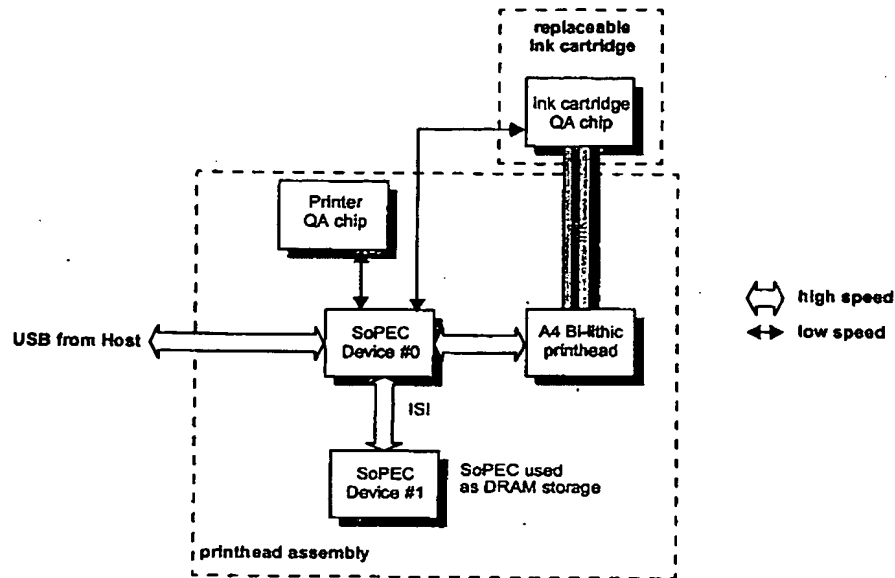 replaceable
ink cartridge
Ink cartridge
QA chip
Printer
QA chip
high speed
low speed
USB from Host
SoPEC
Device #0
A4 Bi-lithic
printhead
ISI
SoPEC
Device #1
SoPEC used
as DRAM storage
printhead assembly